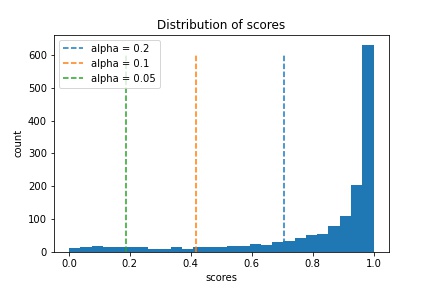 Distribution of scores
alpha = 0.2
alpha = 0.1
alpha = 0.05
600
500
400
300
200
100
0
count
0.0 0.2 0.4 0.6 0.8 1.0
scores